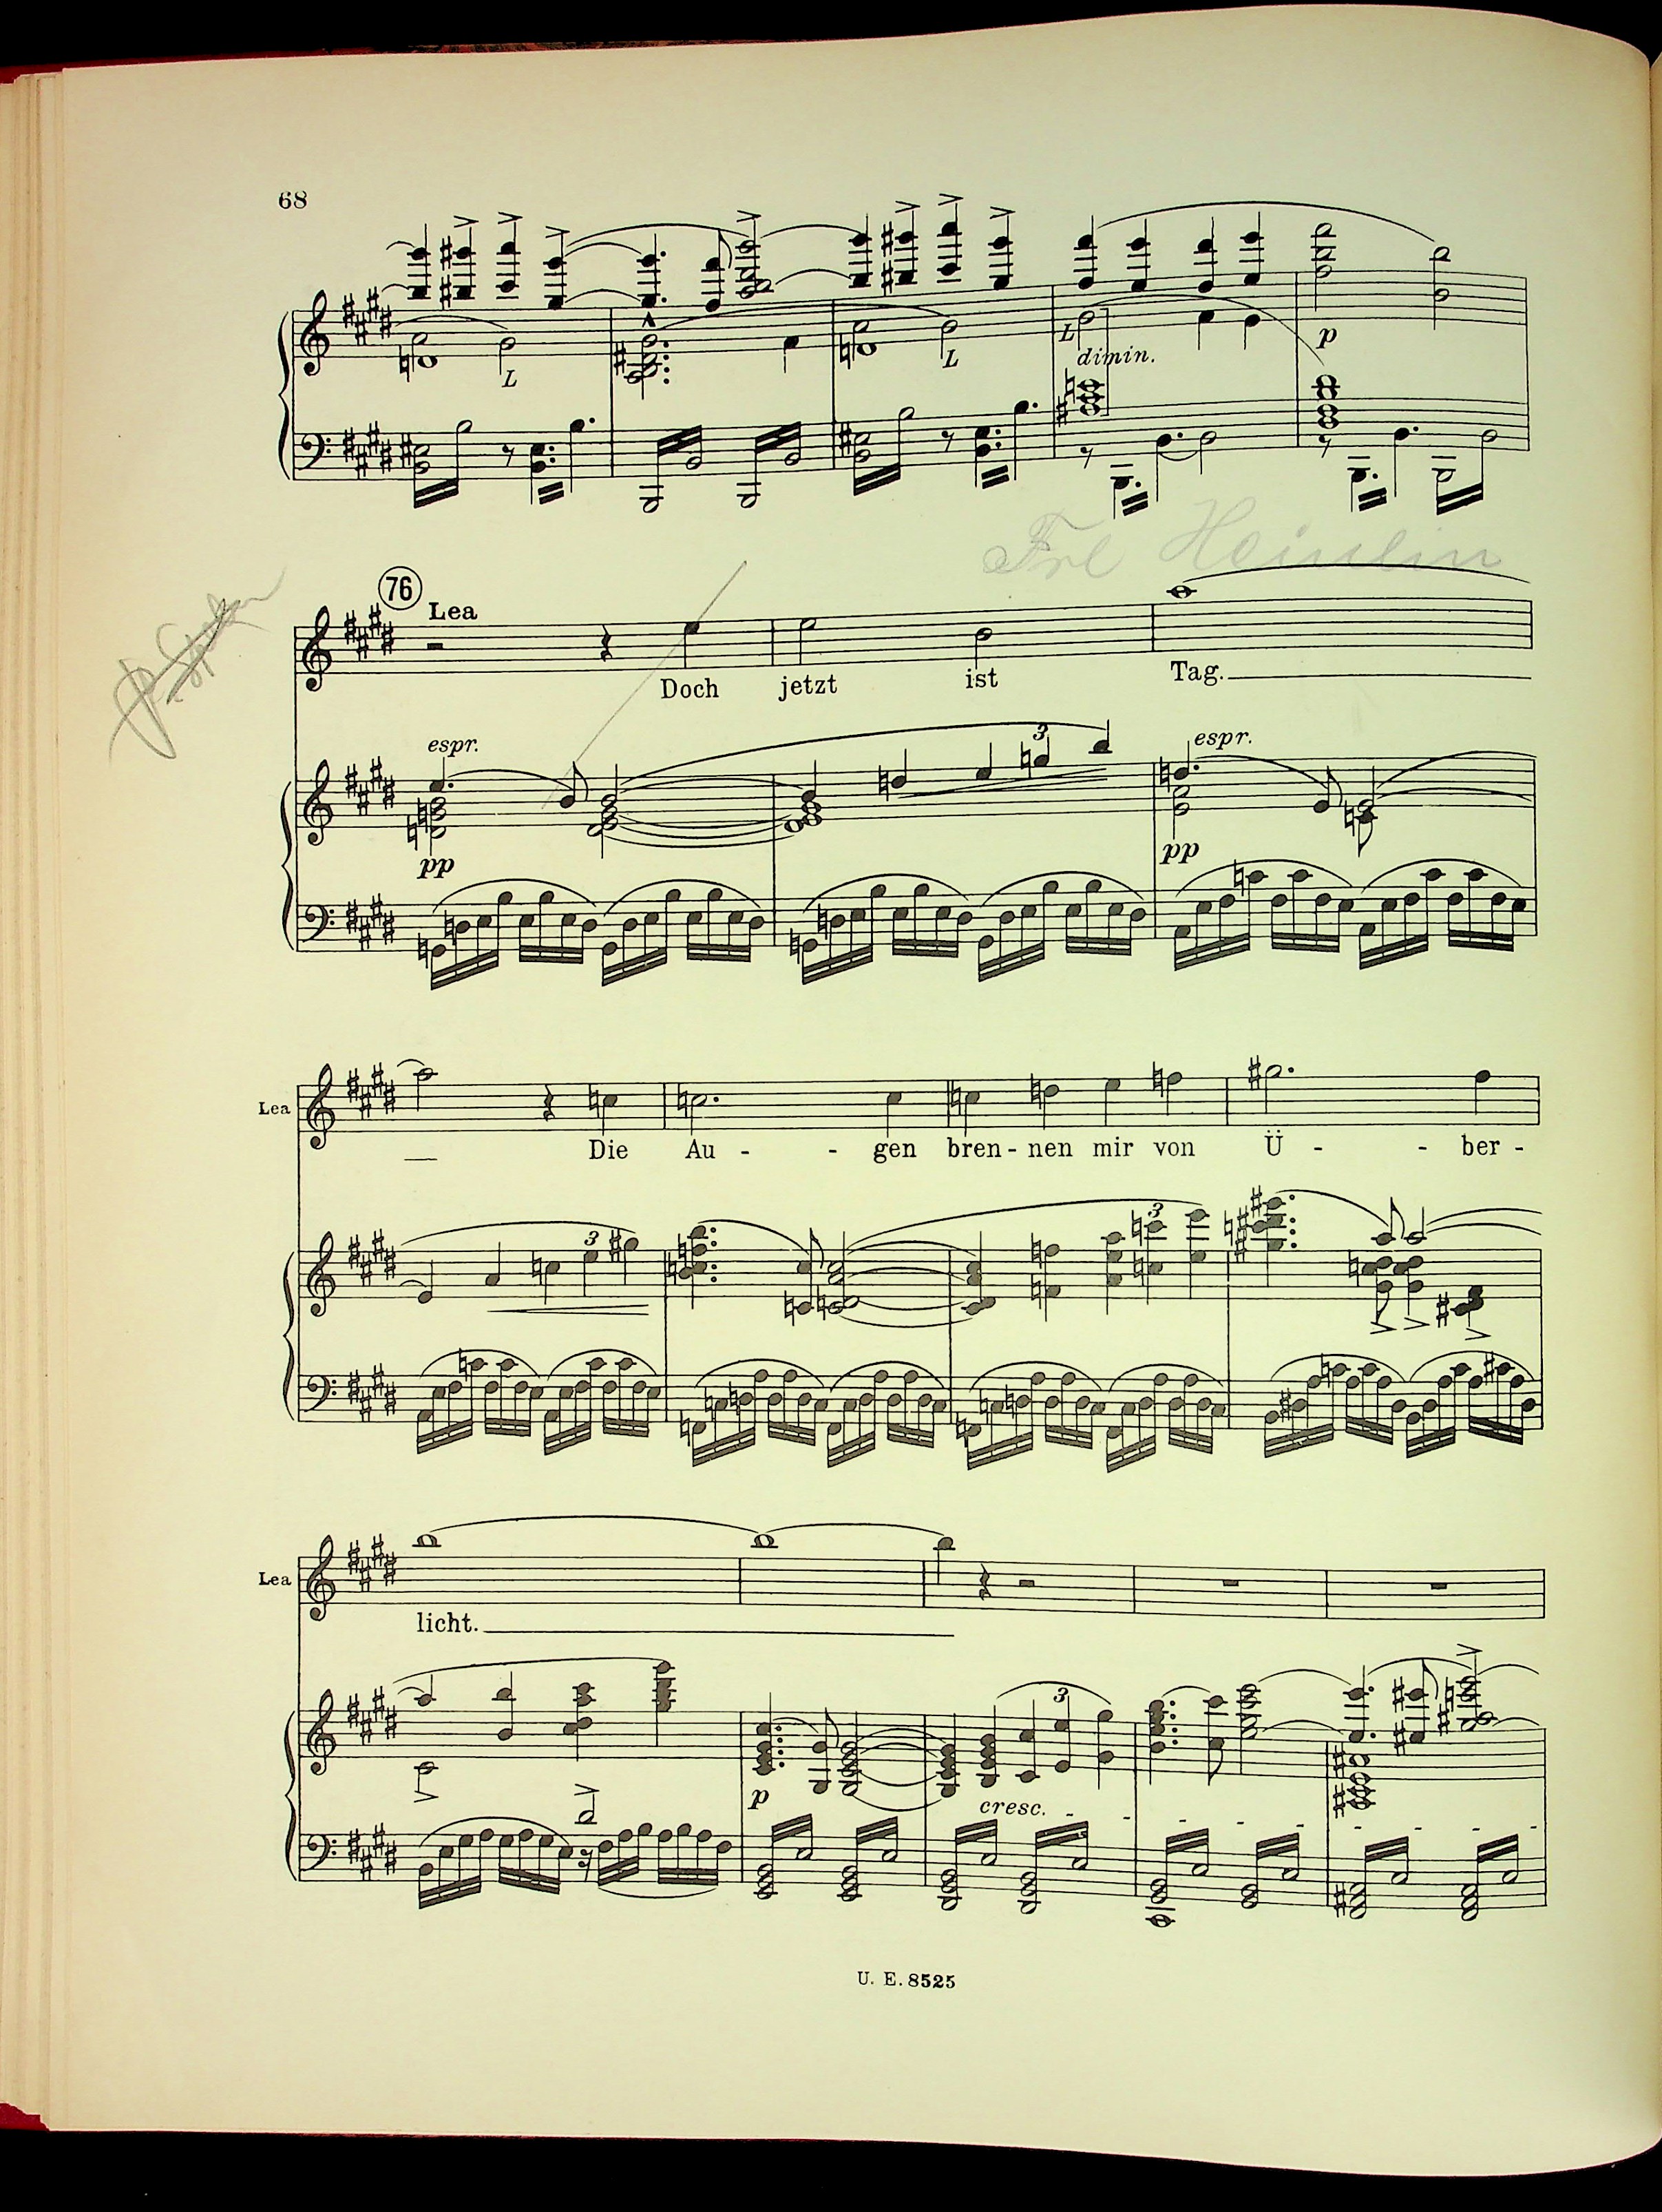 68
L
L
L
dimin.
p
Frl Heinlein
76
Lea
Doch jetzt ist Tag.
espr.
3
espr.
pp
pp
Lea
Die Au - - gen bren - nen mir von Ü - - ber -
3
3
Lea
licht.
3
p
cresc. - - - - - - - -
U. E. 8525